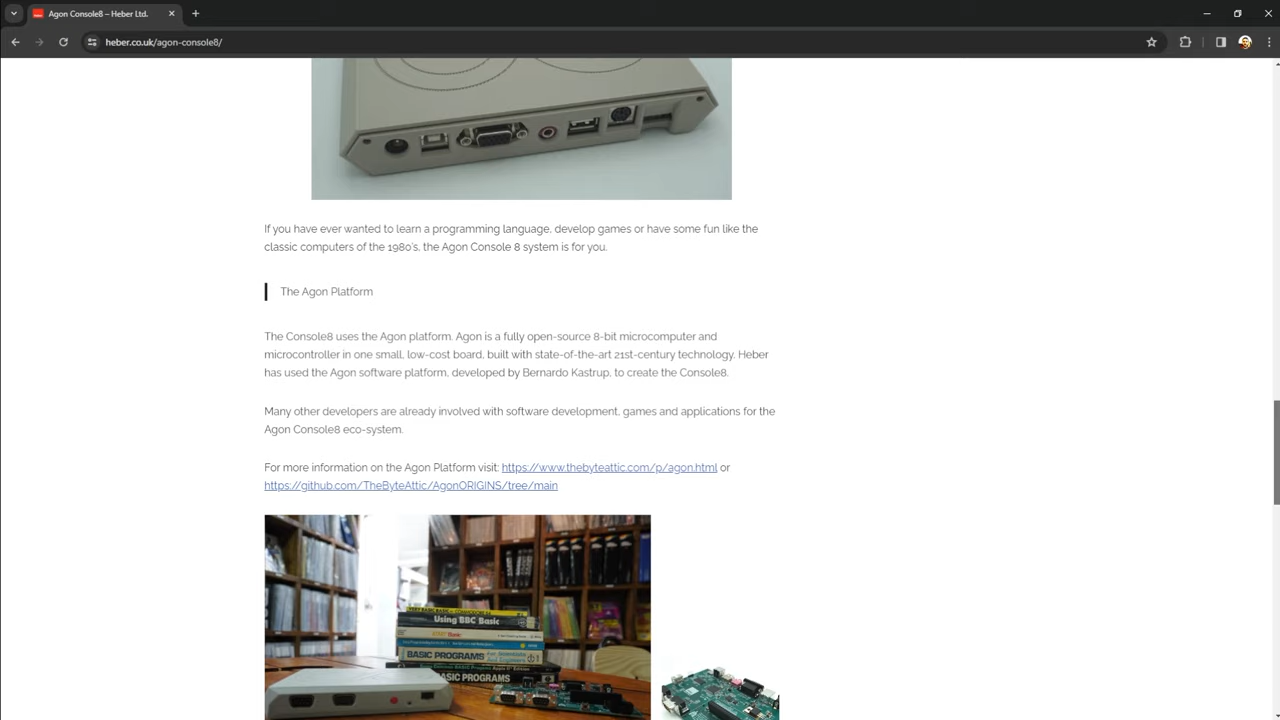 Agon Console8 – Heber Ltd.
heber.co.uk/agon-console8/
If you have ever wanted to learn a programming language, develop games or have some fun like the
classic computers of the 1980's, the Agon Console 8 system is for you.
The Agon Platform
The Console8 uses the Agon platform. Agon is a fully open-source 8-bit microcomputer and
microcontroller in one small, low-cost board, built with state-of-the-art 21st-century technology. Heber
has used the Agon software platform, developed by Bernardo Kastrup, to create the Console8.
Many other developers are already involved with software development, games and applications for the
Agon Console8 eco-system.
For more information on the Agon Platform visit: https://www.thebyteattic.com/p/agon.html or
https://github.com/TheByteAttic/AgonORIGINS/tree/main
Using BBC Basic
BASIC PROGRAMS
BASIC PROGRAMS